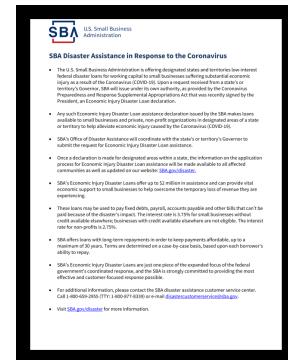 SBA
U.S. Small Business
Administration
SBA Disaster Assistance in Response to the Coronavirus
• The U.S. Small Business Administration is offering designated states and territories low-interest
federal disaster loans for working capital to small businesses suffering substantial economic
injury as a result of the Coronavirus (COVID-19). Upon a request received from a state's or
territory's Governor, SBA will issue under its own authority, as provided by the Coronavirus
Preparedness and Response Supplemental Appropriations Act that was recently signed by the
President, an Economic Injury Disaster Loan declaration.
• Any such Economic Injury Disaster Loan assistance declaration issued by the SBA makes loans
available to small businesses and private, non-profit organizations in designated areas of a state
or territory to help alleviate economic injury caused by the Coronavirus (COVID-19).
• SBA's Office of Disaster Assistance will coordinate with the state's or territory's Governor to
submit the request for Economic Injury Disaster Loan assistance.
• Once a declaration is made for designated areas within a state, the information on the application
process for Economic Injury Disaster Loan assistance will be made available to all affected
communities as well as updated on our website: SBA.gov/disaster.
• SBA's Economic Injury Disaster Loans offer up to $2 million in assistance and can provide vital
economic support to small businesses to help overcome the temporary loss of revenue they are
experiencing.
• These loans may be used to pay fixed debts, payroll, accounts payable and other bills that can't be
paid because of the disaster's impact. The interest rate is 3.75% for small businesses without
credit available elsewhere; businesses with credit available elsewhere are not eligible. The interest
rate for non-profits is 2.75%.
• SBA offers loans with long-term repayments in order to keep payments affordable, up to a
maximum of 30 years. Terms are determined on a case-by-case basis, based upon each borrower's
ability to repay.
• SBA's Economic Injury Disaster Loans are just one piece of the expanded focus of the federal
government's coordinated response, and the SBA is strongly committed to providing the most
effective and customer-focused response possible.
• For additional information, please contact the SBA disaster assistance customer service center.
Call 1-800-659-2955 (TTY: 1-800-877-8339) or e-mail disastercustomerservice@sba.gov.
• Visit SBA.gov/disaster for more information.